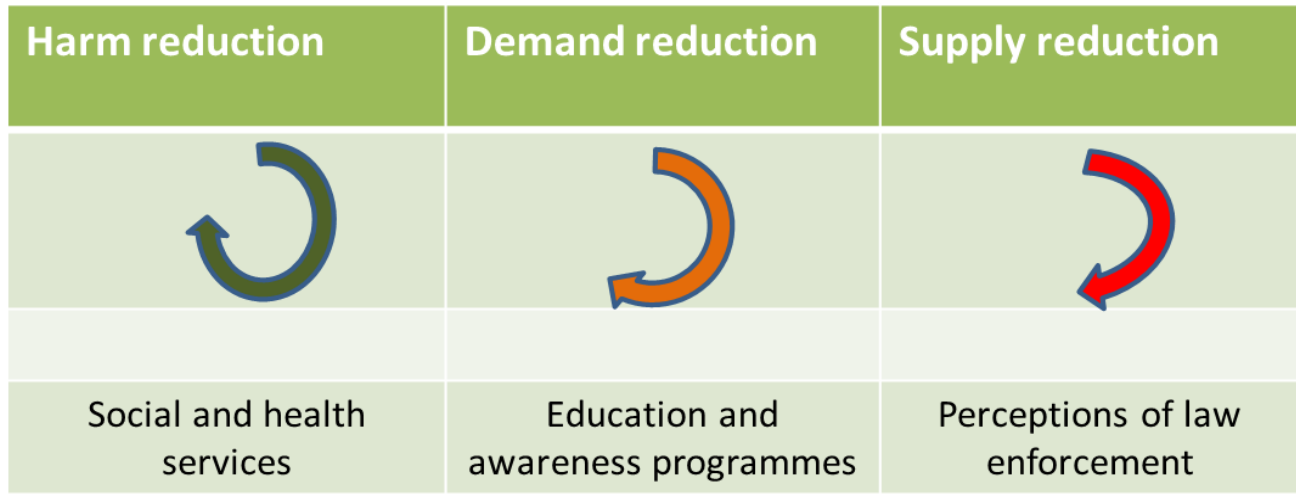 Harm reduction
Demand reduction
Supply reduction
Social and health
services
Education and
awareness programmes
Perceptions of law
enforcement